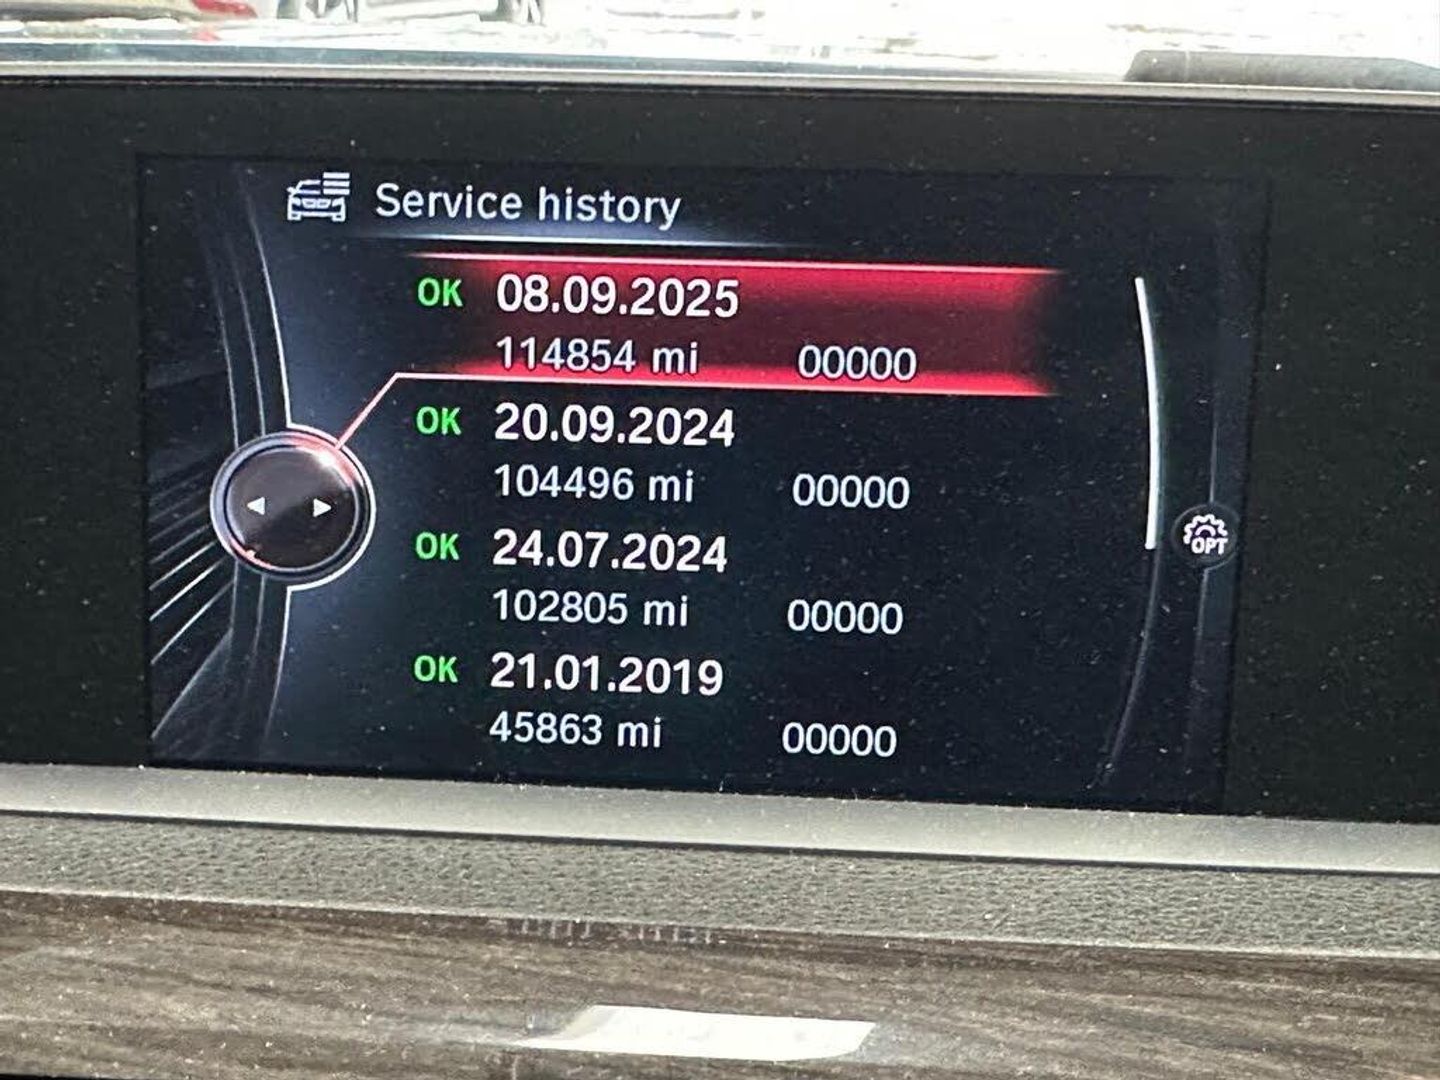 Service history
OK 08.09.2025
114854 mi 00000
OK 20.09.2024
104496 mi 00000
OK 24.07.2024
102805 mi 00000
OK 21.01.2019
45863 mi 00000
OPT